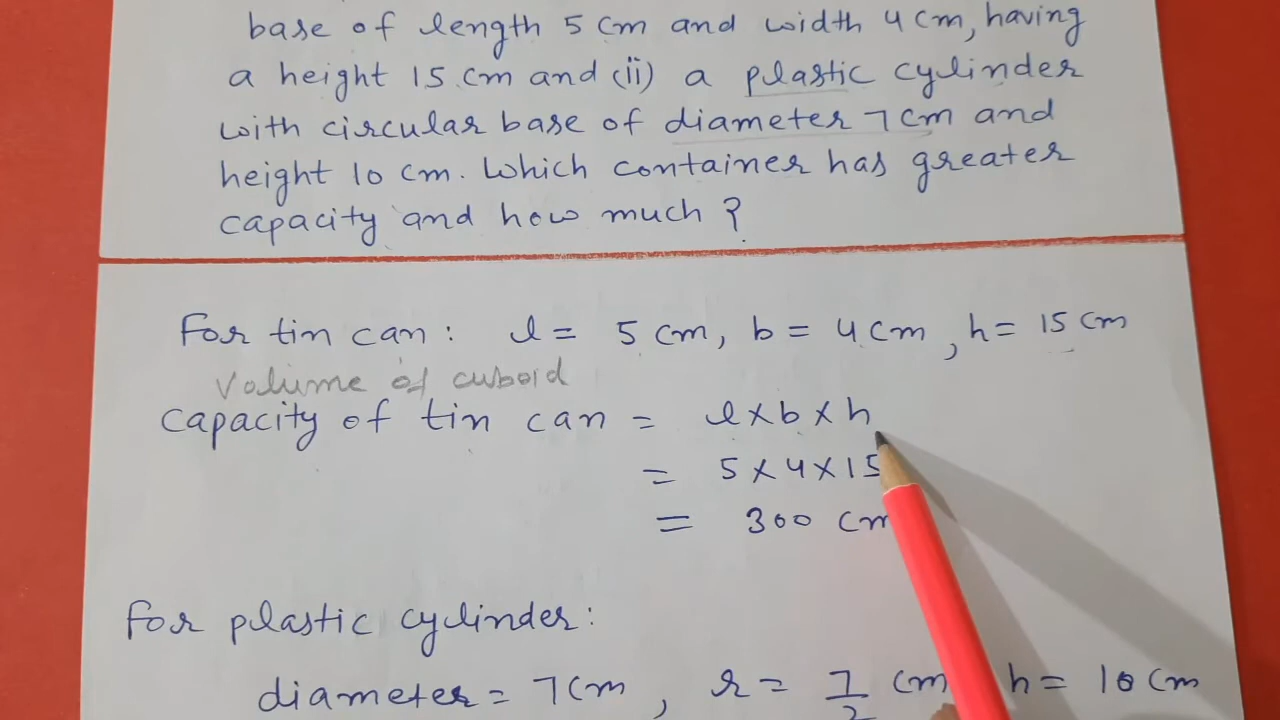 base of length 5 cm and width 4 cm, having
a height 15 cm and (ii) a plastic cylinder
with circular base of diameter 7 cm and
height 10 cm. Which container has greater
capacity and how much ?
For tin can : l = 5 cm, b = 4 cm, h = 15 cm
Volume of cuboid
capacity of tin can = l × b × h
= 5 × 4 × 15
= 300 cm
For plastic cylinder :
diameter = 7 cm , r = 7/2 cm h = 10 cm